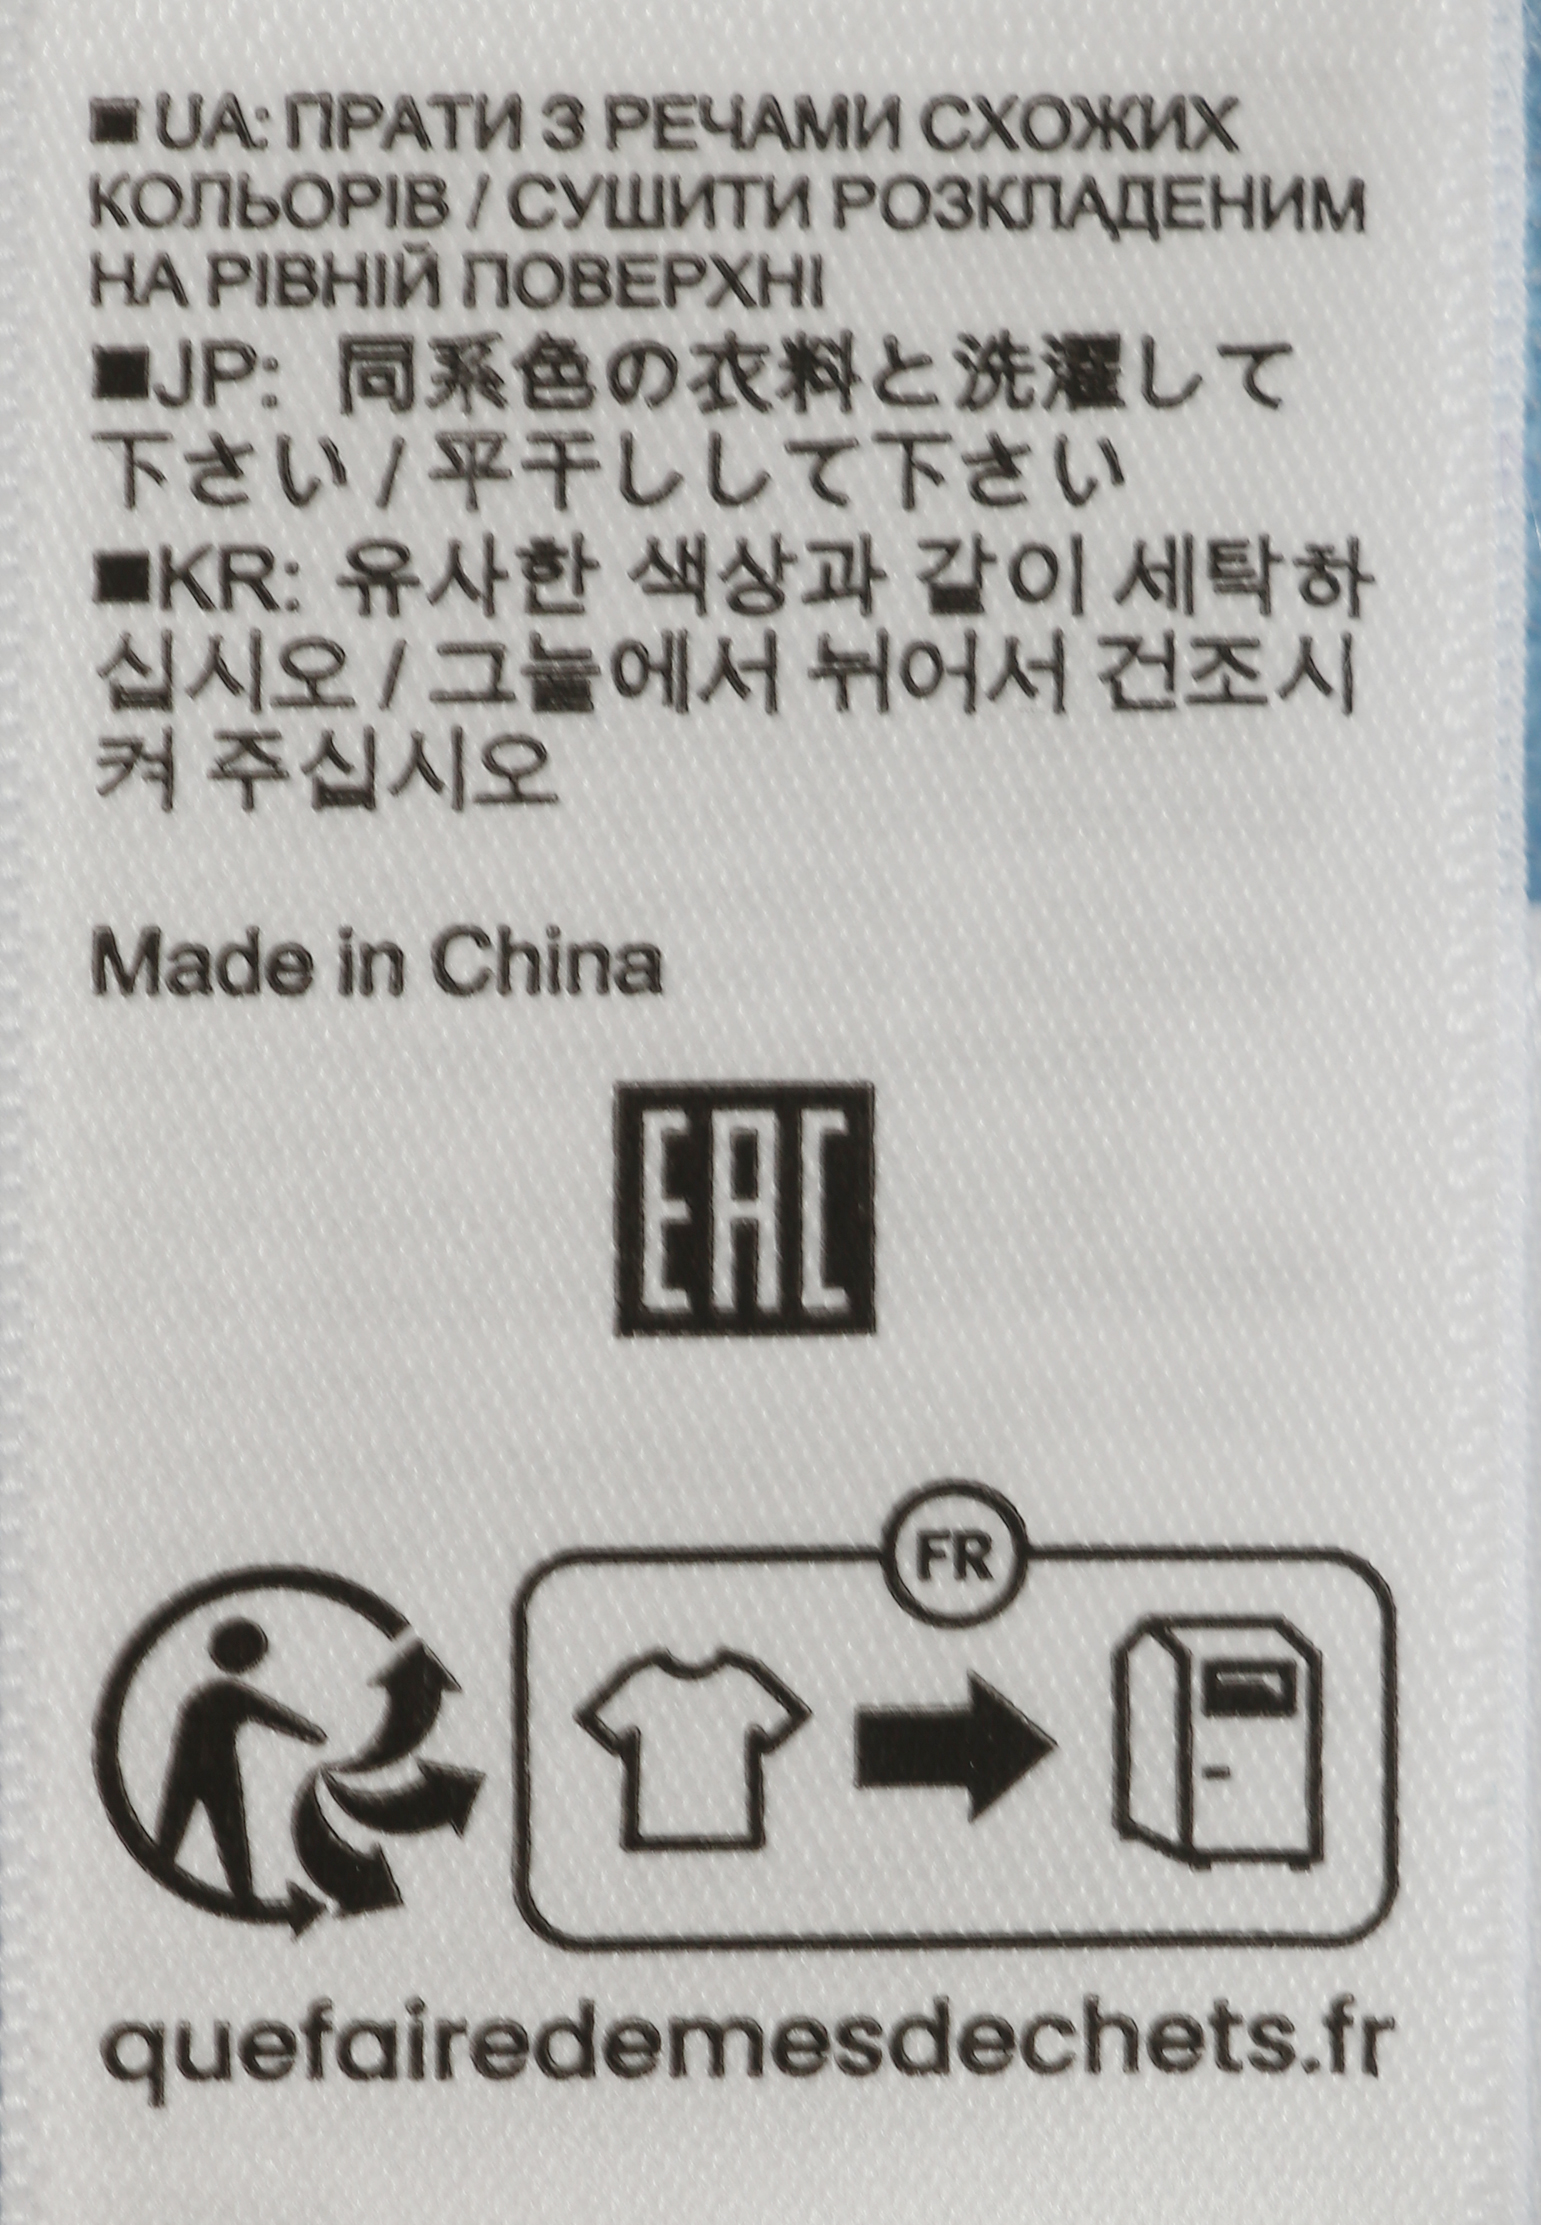 ■ UA: ПРАТИ З РЕЧАМИ СХОЖИХ
КОЛЬОРІВ / СУШИТИ РОЗКЛАДЕНИМ
НА РІВНІЙ ПОВЕРХНІ
■JP: 同系色の衣料と洗濯して
下さい / 平干ししして下さい
■KR: 유사한 색상과 같이 세탁하
십시오 / 그늘에서 뉘어서 건조시
켜 주십시오
Made in China
EAC
FR
quefairedemesdechets.fr